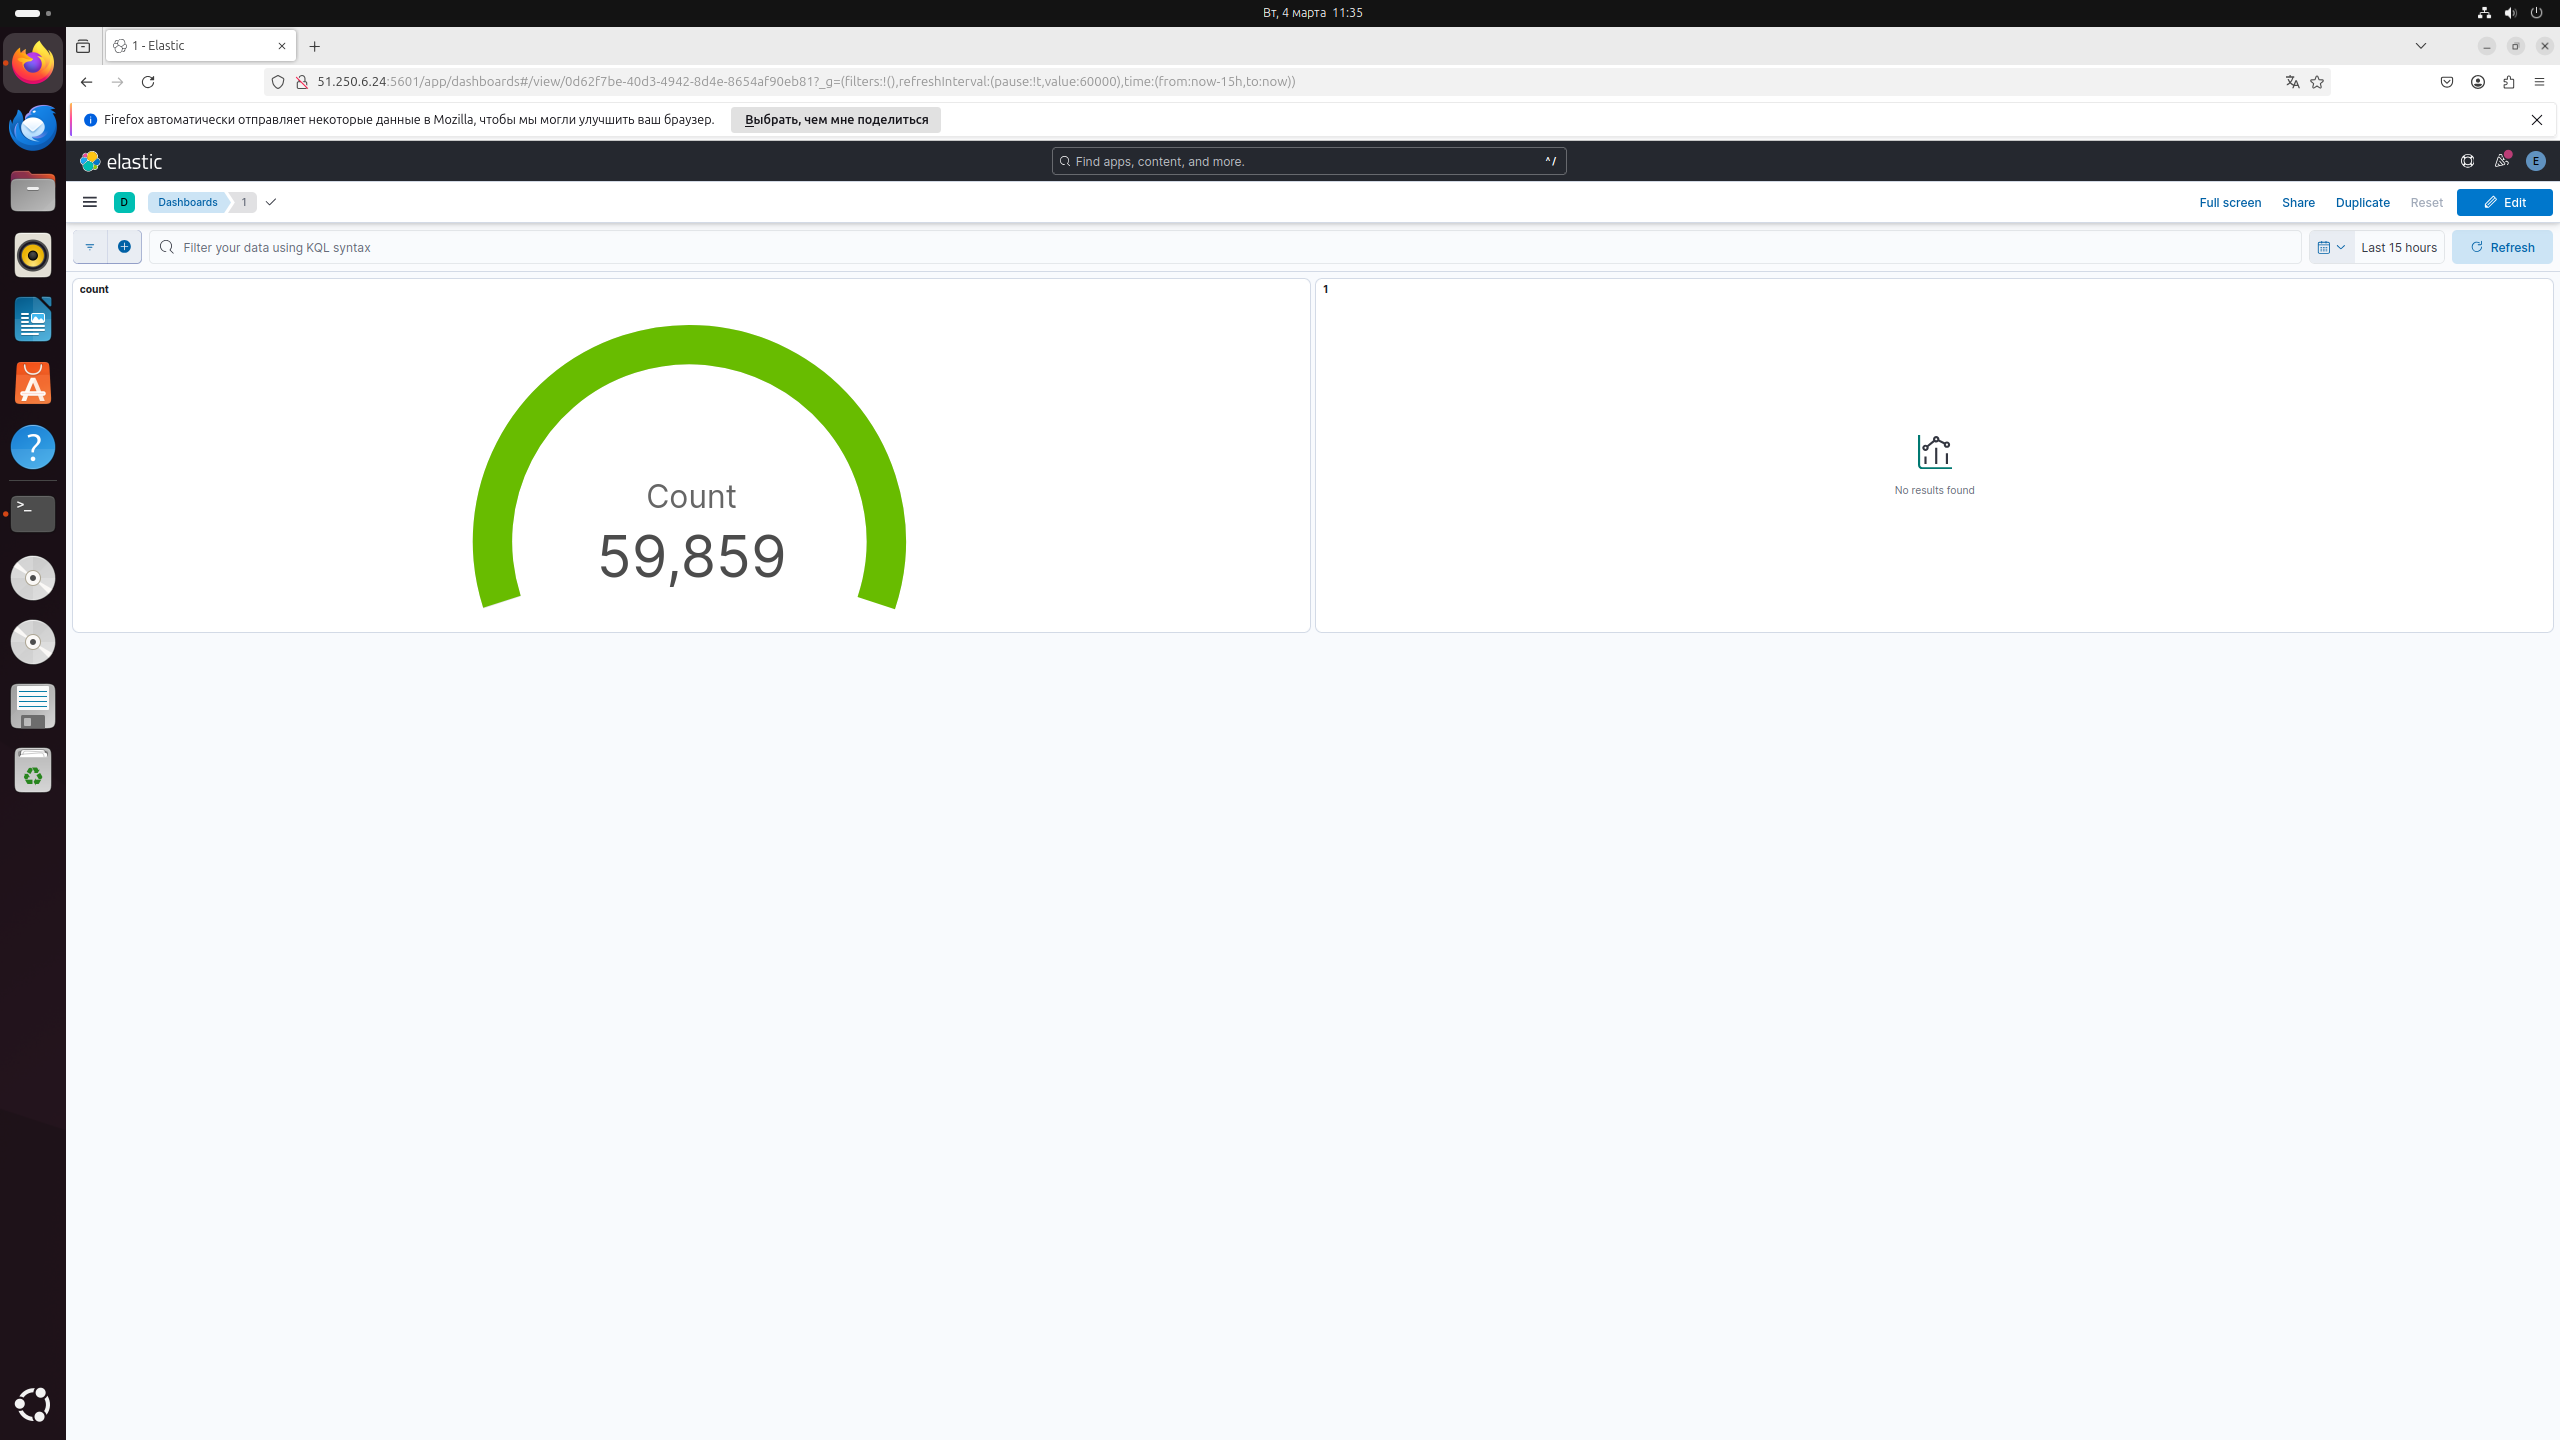 Вт, 4 марта 11:35
1 - Elastic
51.250.6.24:5601/app/dashboards#/view/0d62f7be-40d3-4942-8d4e-8654af90eb81?_g=(filters:!(),refreshInterval:(pause:!t,value:60000),time:(from:now-15h,to:now))
Firefox автоматически отправляет некоторые данные в Mozilla, чтобы мы могли улучшить ваш браузер. Выбрать, чем мне поделиться
elastic Find apps, content, and more. ^/ E
D Dashboards 1 Full screen Share Duplicate Reset Edit
Filter your data using KQL syntax Last 15 hours Refresh
count
Count
59,859
1
No results found